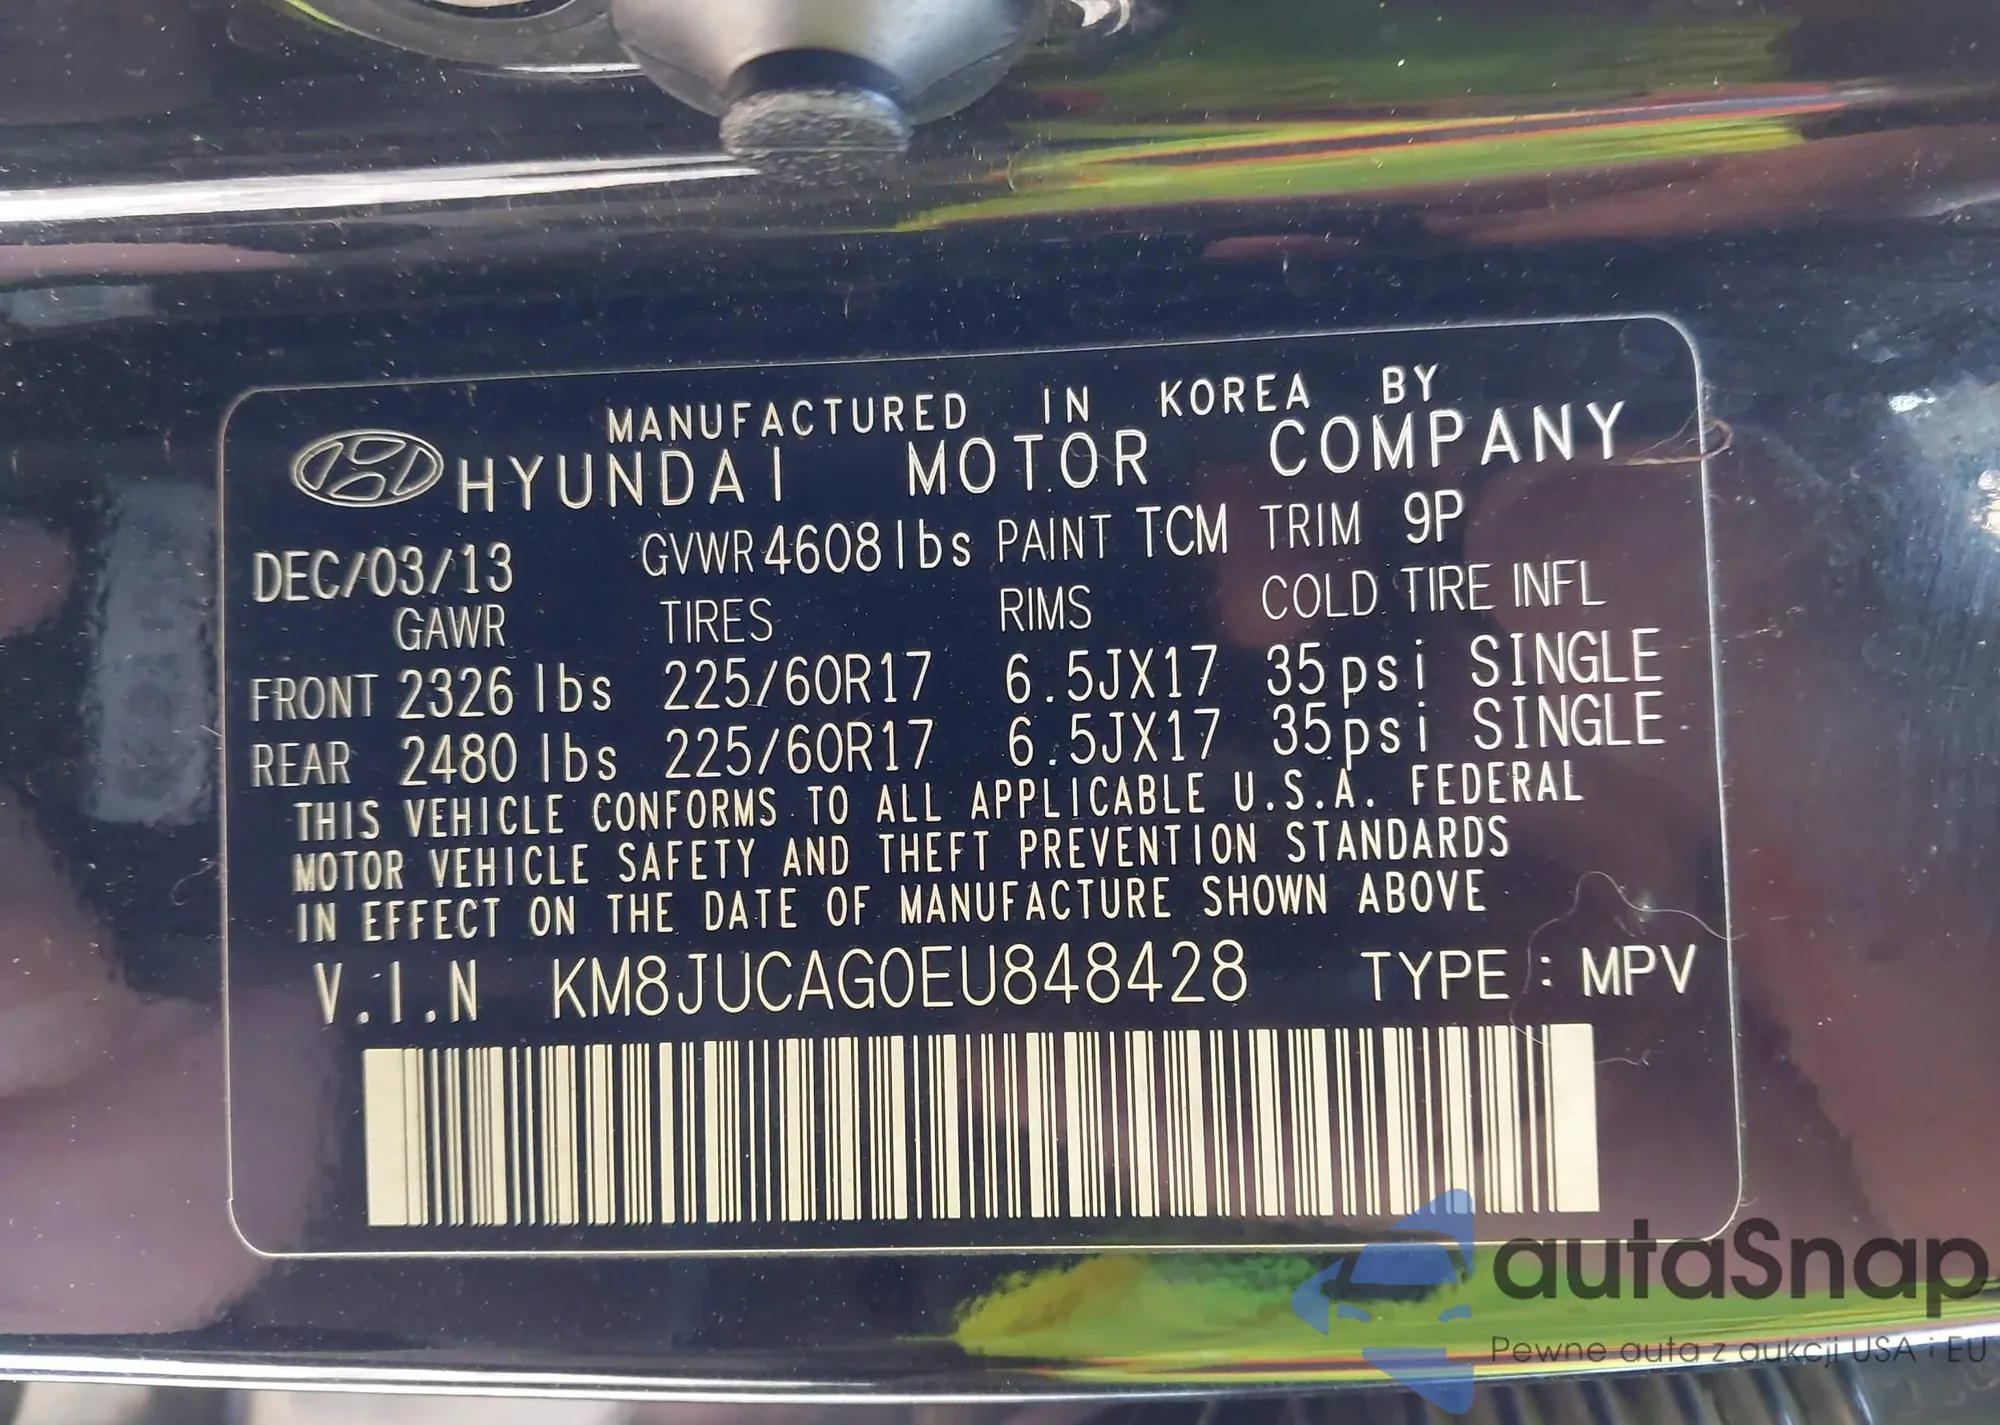 MANUFACTURED IN KOREA BY
HYUNDAI MOTOR COMPANY
DEC/03/13 GVWR 4608lbs PAINT TCM TRIM 9P
GAWR TIRES RIMS COLD TIRE INFL
FRONT 2326 lbs 225/60R17 6.5JX17 35psi SINGLE
REAR 2480 lbs 225/60R17 6.5JX17 35psi SINGLE
THIS VEHICLE CONFORMS TO ALL APPLICABLE U.S.A. FEDERAL
MOTOR VEHICLE SAFETY AND THEFT PREVENTION STANDARDS
IN EFFECT ON THE DATE OF MANUFACTURE SHOWN ABOVE
V.I.N KM8JUCAG0EU848428 TYPE : MPV
autaSnap
Pewne auta z aukcji USA i EU